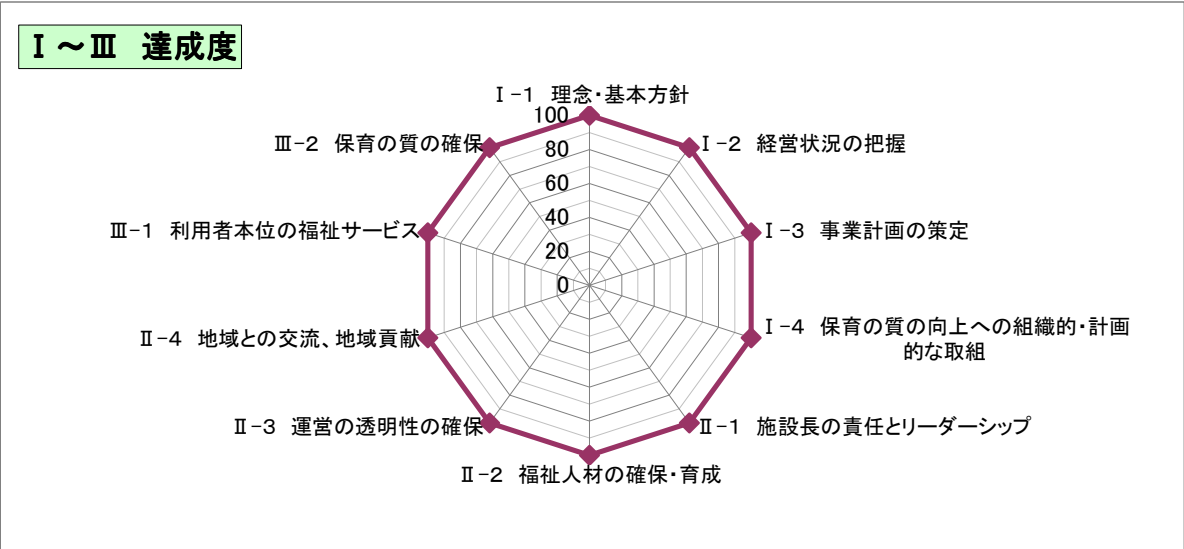 Ⅰ～Ⅲ 達成度
Ⅰ-1 理念・基本方針
Ⅰ-2 経営状況の把握
Ⅰ-3 事業計画の策定
Ⅰ-4 保育の質の向上への組織的・計画
的な取組
Ⅱ-1 施設長の責任とリーダーシップ
Ⅱ-2 福祉人材の確保・育成
Ⅱ-3 運営の透明性の確保
Ⅱ-4 地域との交流、地域貢献
Ⅲ-1 利用者本位の福祉サービス
Ⅲ-2 保育の質の確保
100
80
60
40
20
0